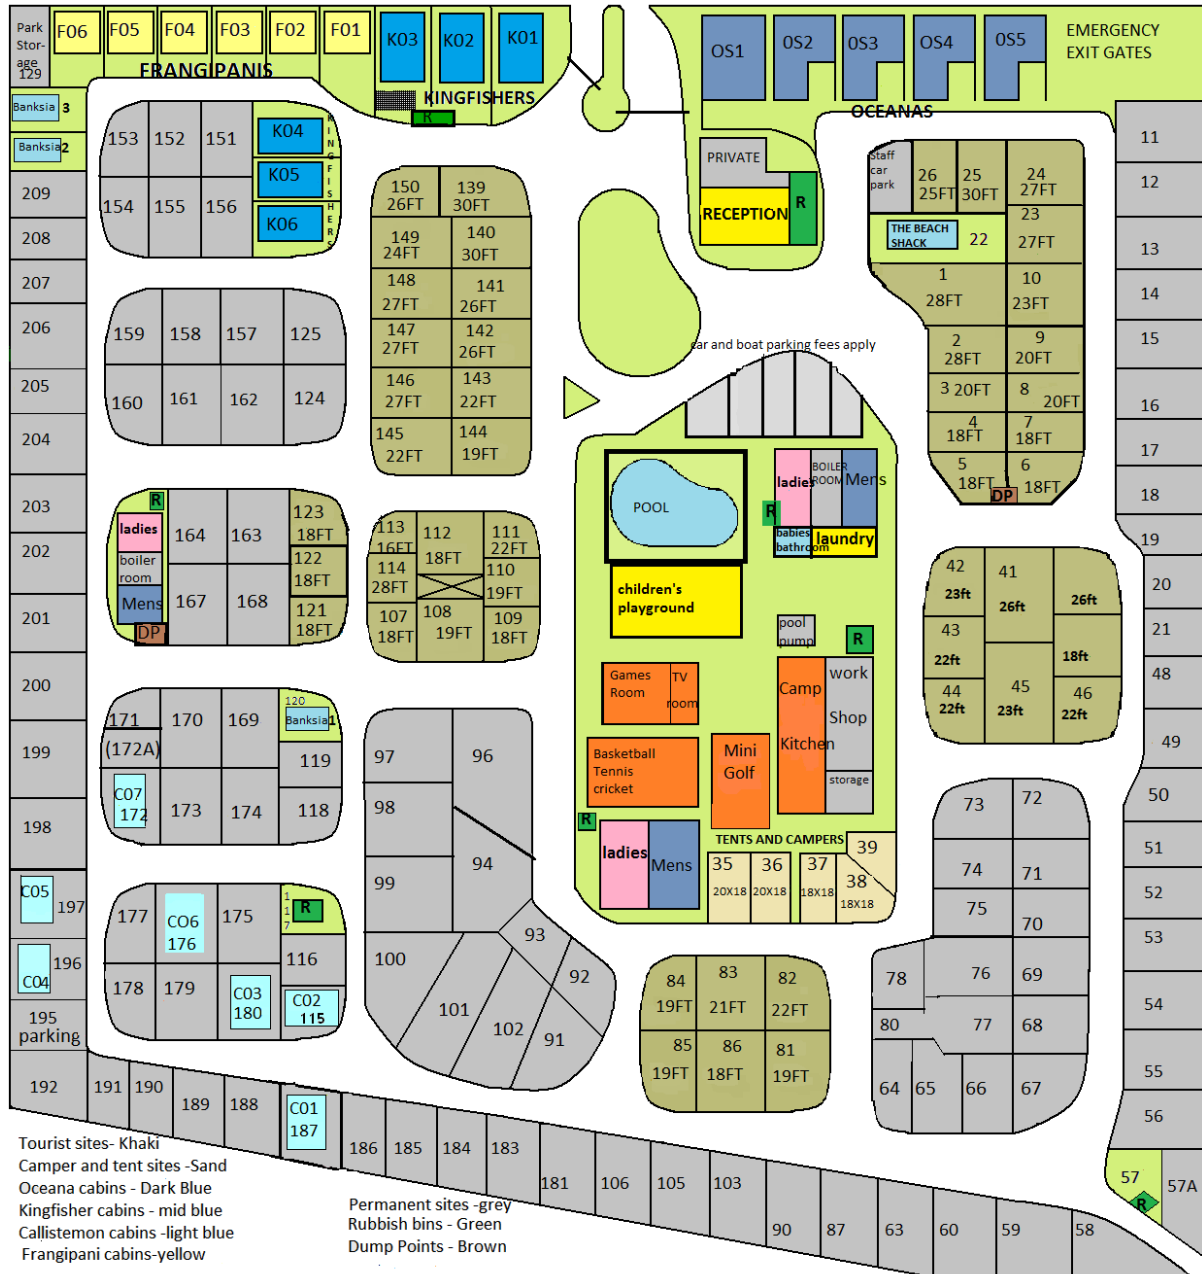 Park
Stor-
age
129
F06
F05
F04
F03
F02
F01
FRANGIPANIS
K03
K02
K01
KINGFISHERS
R
OS1
0S2
0S3
OS4
0S5
OCEANAS
EMERGENCY
EXIT GATES
Banksia 3
Banksia2
209
208
207
206
205
204
203
202
201
200
199
198
C05
197
196
C04
195
parking
192
153
152
151
154
155
156
K04
K05
K06
KINGFISHERS
159
158
157
125
160
161
162
124
150
26FT
139
30FT
149
24FT
140
30FT
148
27FT
141
26FT
147
27FT
142
26FT
146
27FT
143
22FT
145
22FT
144
19FT
PRIVATE
RECEPTION
R
Staff
car
park
26
25FT
25
30FT
24
27FT
THE BEACH
SHACK
22
23
27FT
1
28FT
10
23FT
2
28FT
9
20FT
3 20FT
8
20FT
4
18FT
7
18FT
5
18FT
6
18FT
DP
11
12
13
14
15
16
17
18
19
20
21
48
49
50
51
52
53
54
55
56
57
R
57A
car and boat parking fees apply
POOL
ladies
BOILER
ROOM
Mens
R
babies
bathroom
laundry
children's
playground
pool
pump
R
Games
Room
TV
room
Camp
Kitchen
work
Shop
storage
Basketball
Tennis
cricket
Mini
Golf
R
ladies
Mens
TENTS AND CAMPERS
35
20X18
36
20X18
37
18X18
38
18X18
39
R
ladies
boiler
room
Mens
DP
164
163
167
168
123
18FT
122
18FT
121
18FT
113
16FT
112
18FT
111
22FT
114
28FT
110
19FT
107
18FT
108
19FT
109
18FT
42
23ft
41
26ft
26ft
43
22ft
18ft
44
22ft
45
23ft
46
22ft
171
(172A)
170
169
120
Banksia1
119
C07
172
173
174
118
97
96
98
94
99
93
92
100
101
102
91
73
72
74
71
75
70
78
76
69
80
77
68
64
65
66
67
177
CO6
176
175
117
R
116
178
179
C03
180
C02
115
84
19FT
83
21FT
82
22FT
85
19FT
86
18FT
81
19FT
191
190
189
188
C01
187
186
185
184
183
181
106
105
103
90
87
63
60
59
58
Tourist sites- Khaki
Camper and tent sites -Sand
Oceana cabins - Dark Blue
Kingfisher cabins - mid blue
Callistemon cabins -light blue
Frangipani cabins-yellow
Permanent sites -grey
Rubbish bins - Green
Dump Points - Brown